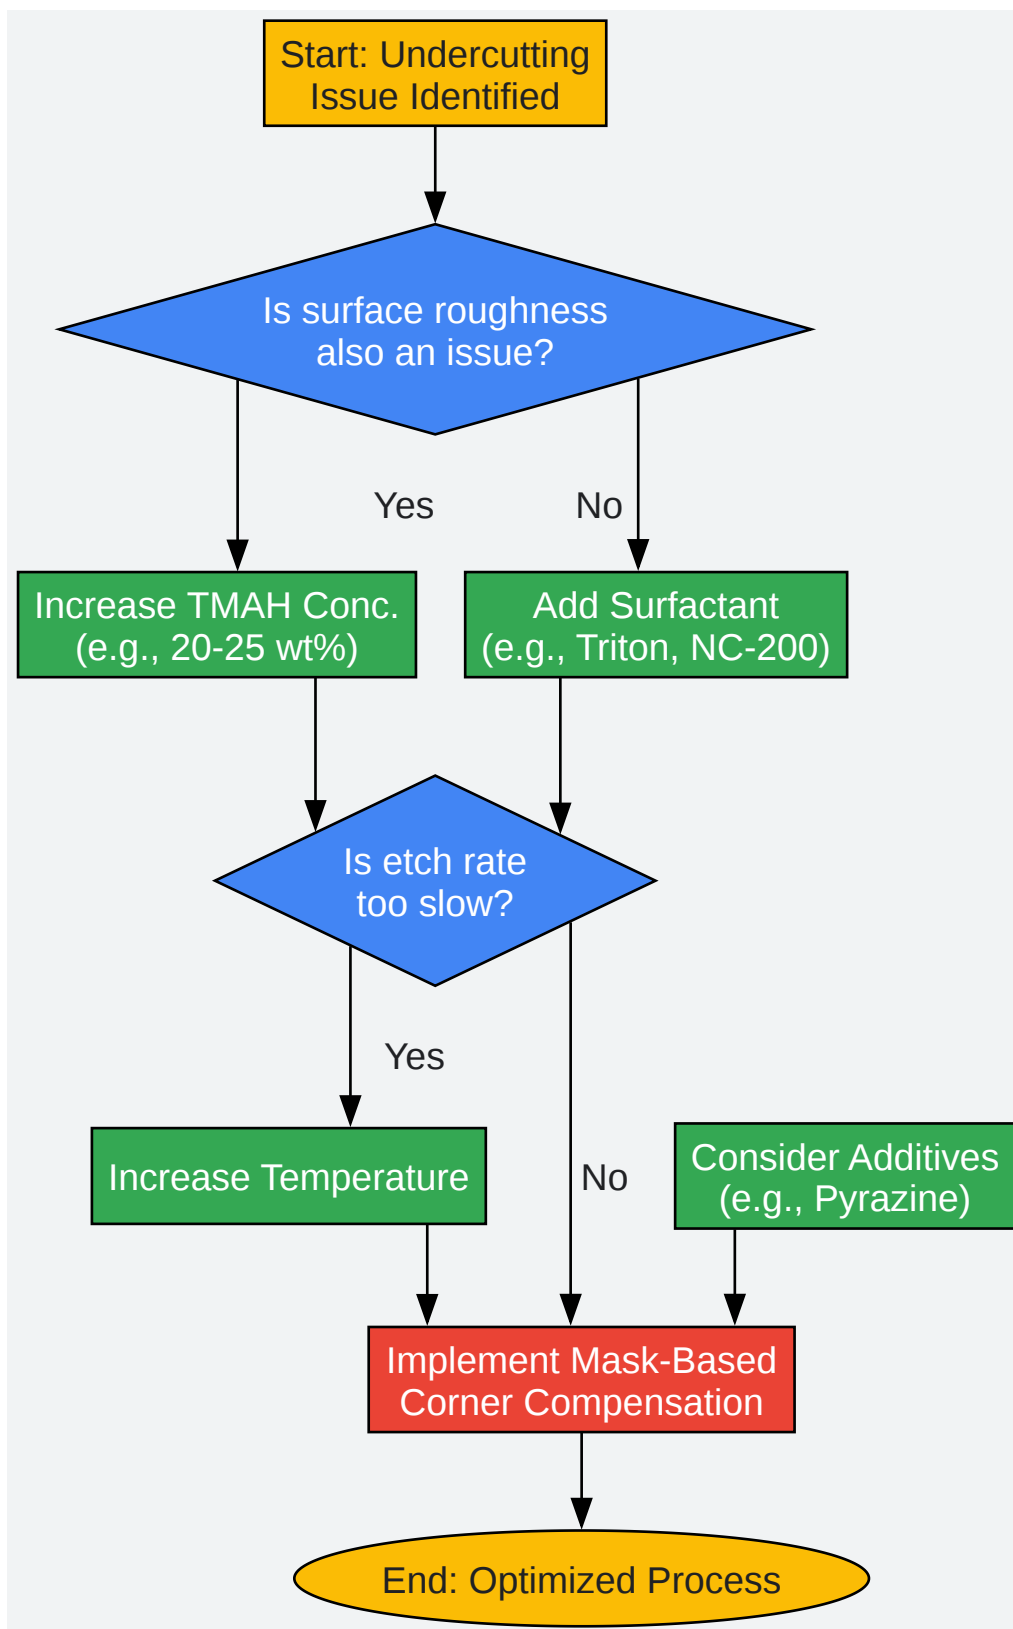 Start: Undercutting
Issue Identified
Is surface roughness
also an issue?
Yes
No
Increase TMAH Conc.
(e.g., 20-25 wt%)
Add Surfactant
(e.g., Triton, NC-200)
Is etch rate
too slow?
Yes
Increase Temperature
No
Consider Additives
(e.g., Pyrazine)
Implement Mask-Based
Corner Compensation
End: Optimized Process